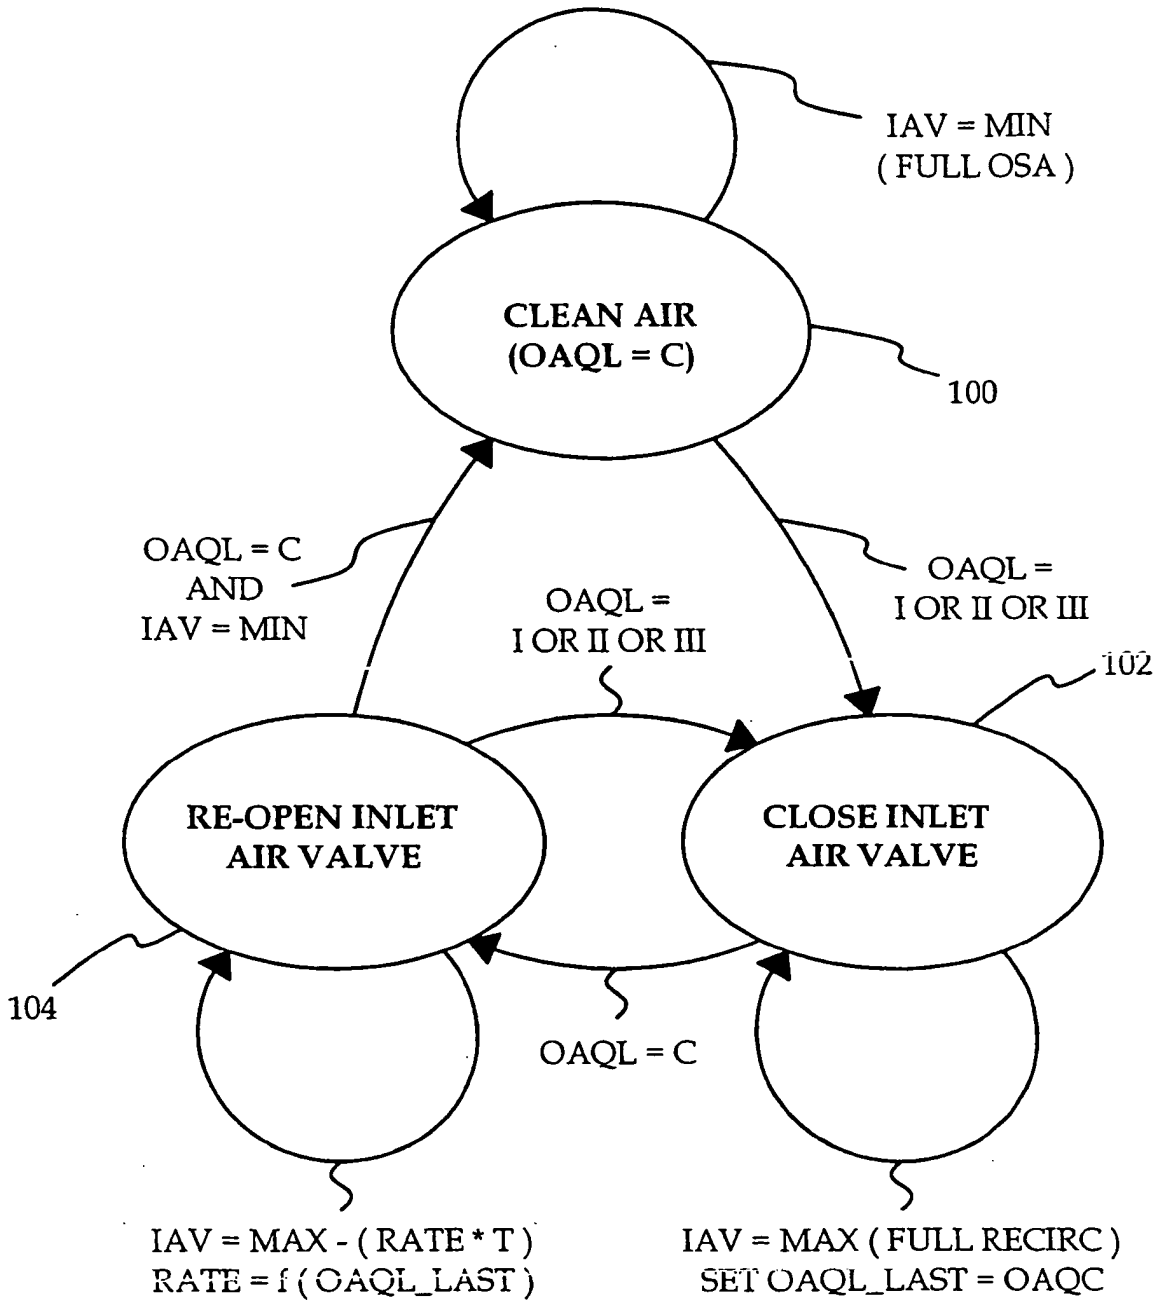 IAV = MIN
( FULL OSA )
CLEAN AIR
(OAQL = C)
100
OAQL = C
AND
IAV = MIN
OAQL =
I OR II OR III
OAQL =
I OR II OR III
102
RE-OPEN INLET
AIR VALVE
CLOSE INLET
AIR VALVE
104
OAQL = C
IAV = MAX - ( RATE * T )
RATE = f ( OAQL_LAST )
IAV = MAX ( FULL RECIRC )
SET OAQL_LAST = OAQC